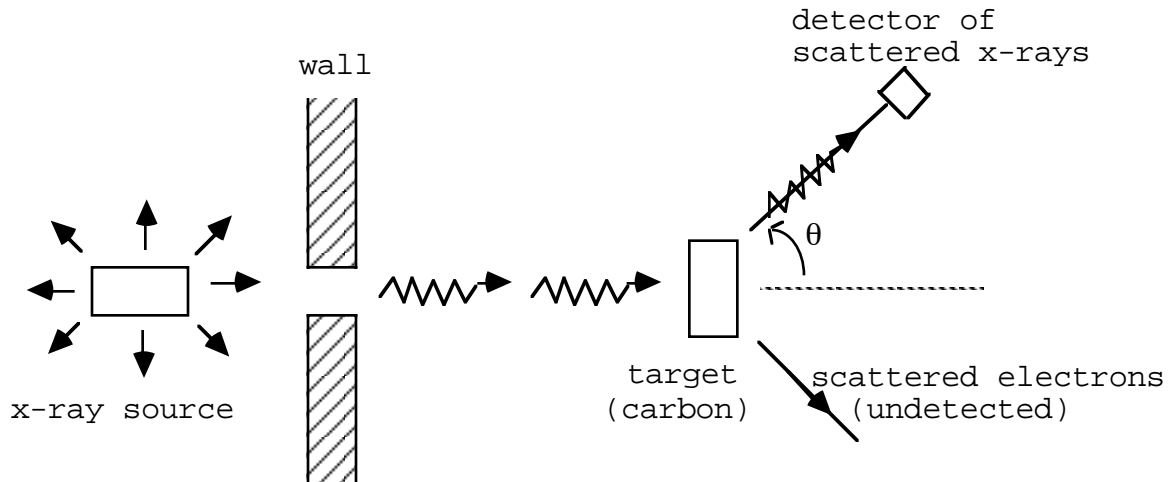 detector of
scattered x-rays
wall
θ
target
(carbon)
scattered electrons
(undetected)
x-ray source